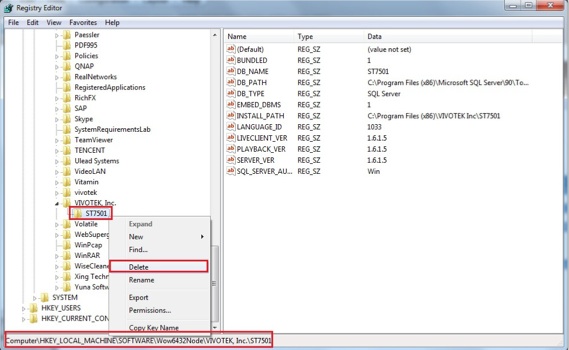 Registry Editor
File Edit View Favorites Help
Paessler
PDF995
Policies
QNAP
RealNetworks
RegisteredApplications
RichFX
SAP
Skype
SystemRequirementsLab
TeamViewer
TENCENT
Ulead Systems
VideoLAN
Vitamin
vivotek
VIVOTEK, Inc.
ST7501
Volatile
WebSuperg
WinPcap
WinRAR
WiseCleane
Xing Techn
Yuna Softw
SYSTEM
HKEY_USERS
HKEY_CURRENT_CON
Expand
New
Find...
Delete
Rename
Export
Permissions...
Copy Key Name
Name Type Data
(Default) REG_SZ (value not set)
BUNDLED REG_SZ 1
DB_NAME REG_SZ ST7501
DB_PATH REG_SZ C:\Program Files (x86)\Microsoft SQL Server\90\To...
DB_TYPE REG_SZ SQL Server
EMBED_DBMS REG_SZ 1
INSTALL_PATH REG_SZ C:\Program Files (x86)\VIVOTEK Inc\ST7501
LANGUAGE_ID REG_SZ 1033
LIVECLIENT_VER REG_SZ 1.6.1.5
PLAYBACK_VER REG_SZ 1.6.1.5
SERVER_VER REG_SZ 1.6.1.5
SQL_SERVER_AU... REG_SZ Win
Computer\HKEY_LOCAL_MACHINE\SOFTWARE\Wow6432Node\VIVOTEK, Inc.\ST7501